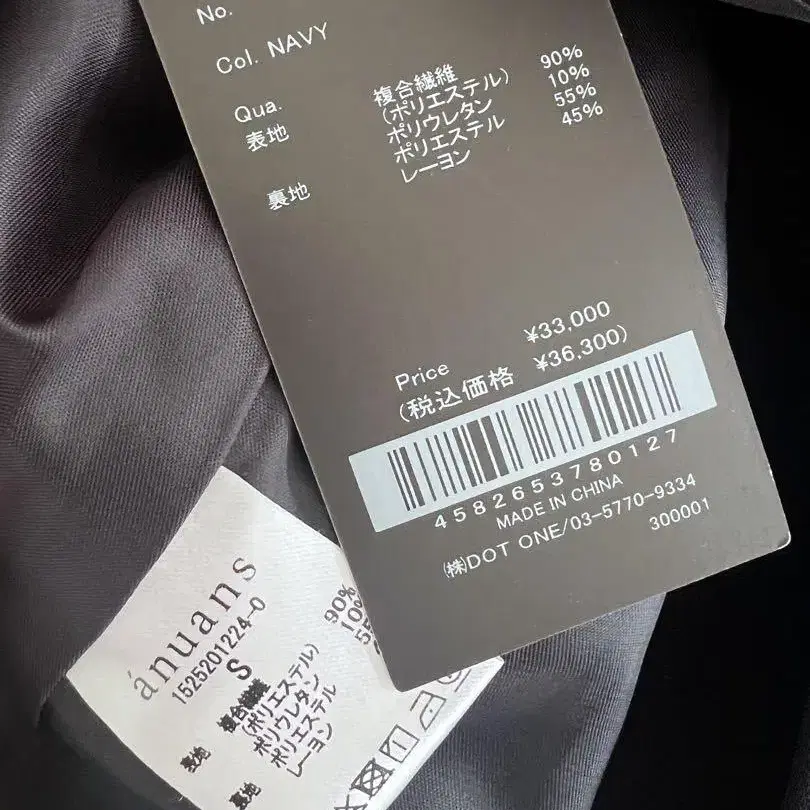 No.
Col. NAVY
Qua.
表地 複合繊維 90%
(ポリエステル)
ポリウレタン 10%
裏地 ポリエステル 55%
レーヨン 45%
Price ¥33,000
(税込価格 ¥36,300)
4582653780127
MADE IN CHINA
㈱DOT ONE/03-5770-9334
300001
ánuans
1525201224-0
S
表地 複合繊維 90%
(ポリエステル)
ポリウレタン 10%
裏地 ポリエステル
レーヨン